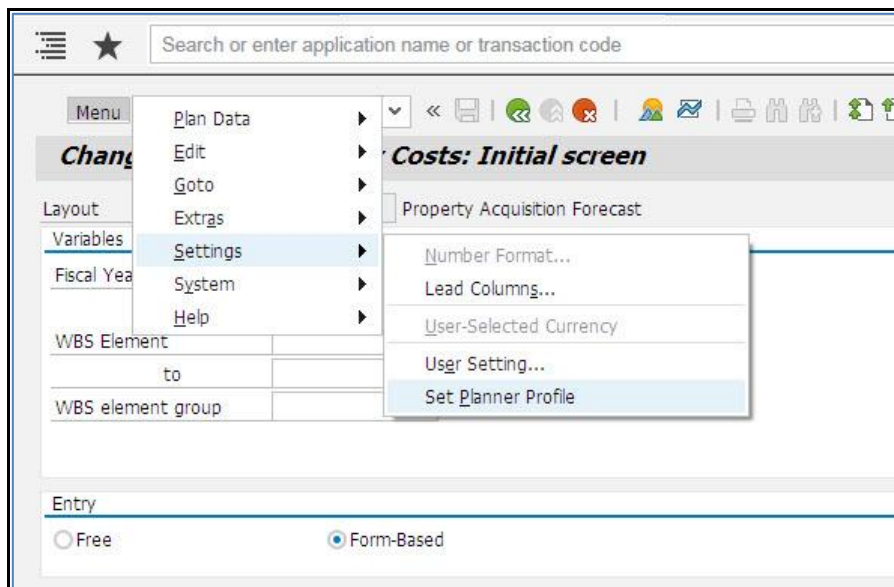 Search or enter application name or transaction code
Menu
Plan Data
Edit
Goto
Extras
Settings
System
Help
Costs: Initial screen
Layout
Property Acquisition Forecast
Variables
Fiscal Yea
WBS Element
to
WBS element group
Number Format...
Lead Columns...
User-Selected Currency
User Setting...
Set Planner Profile
Entry
Free
Form-Based